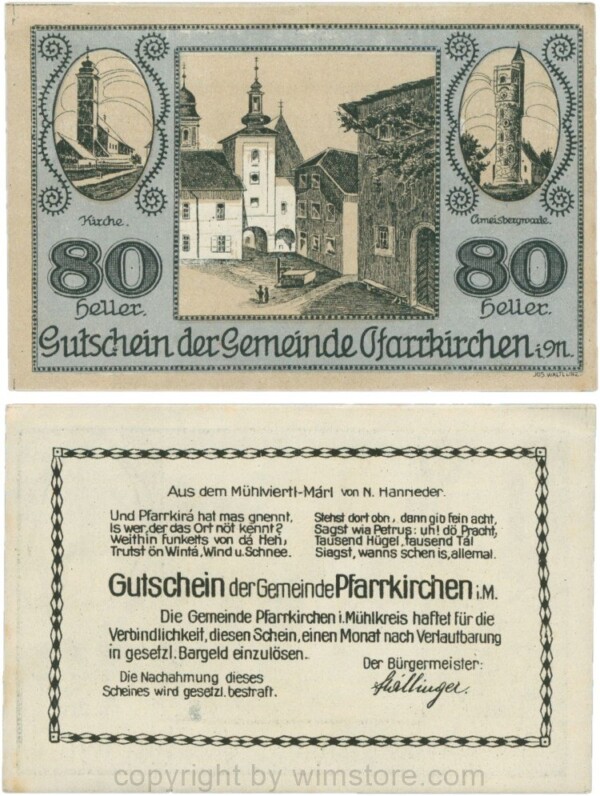 Kirche.
Ameisbergwarte.
80
80
Heller.
Heller.
Gutschein der Gemeinde Pfarrkirchen i.M.
Aus dem Mühlviertl-Márl von N. Hanrieder.
Und Pfarrkirá hat mas gnennt,
Is wer, der das Ort nöt kennt?
Weithin funkelts von dá Heh,
Trutst ön Wintá, Wind u. Schnee.
Stehst dort obn, dann gib fein acht,
Sagst wia Petrus: uh! dö Pracht,
Tausend Hügel, tausend Tál
Siagst, wanns schen is, allemal.
Gutschein der Gemeinde Pfarrkirchen i.M.
Die Gemeinde Pfarrkirchen i. Mühlkreis haftet für die
Verbindlichkeit, diesen Schein, einen Monat nach Verlautbarung
in gesetzl. Bargeld einzulösen.
Der Bürgermeister:
Die Nachahmung dieses
Scheines wird gesetzl. bestraft.
copyright by wimstore.com